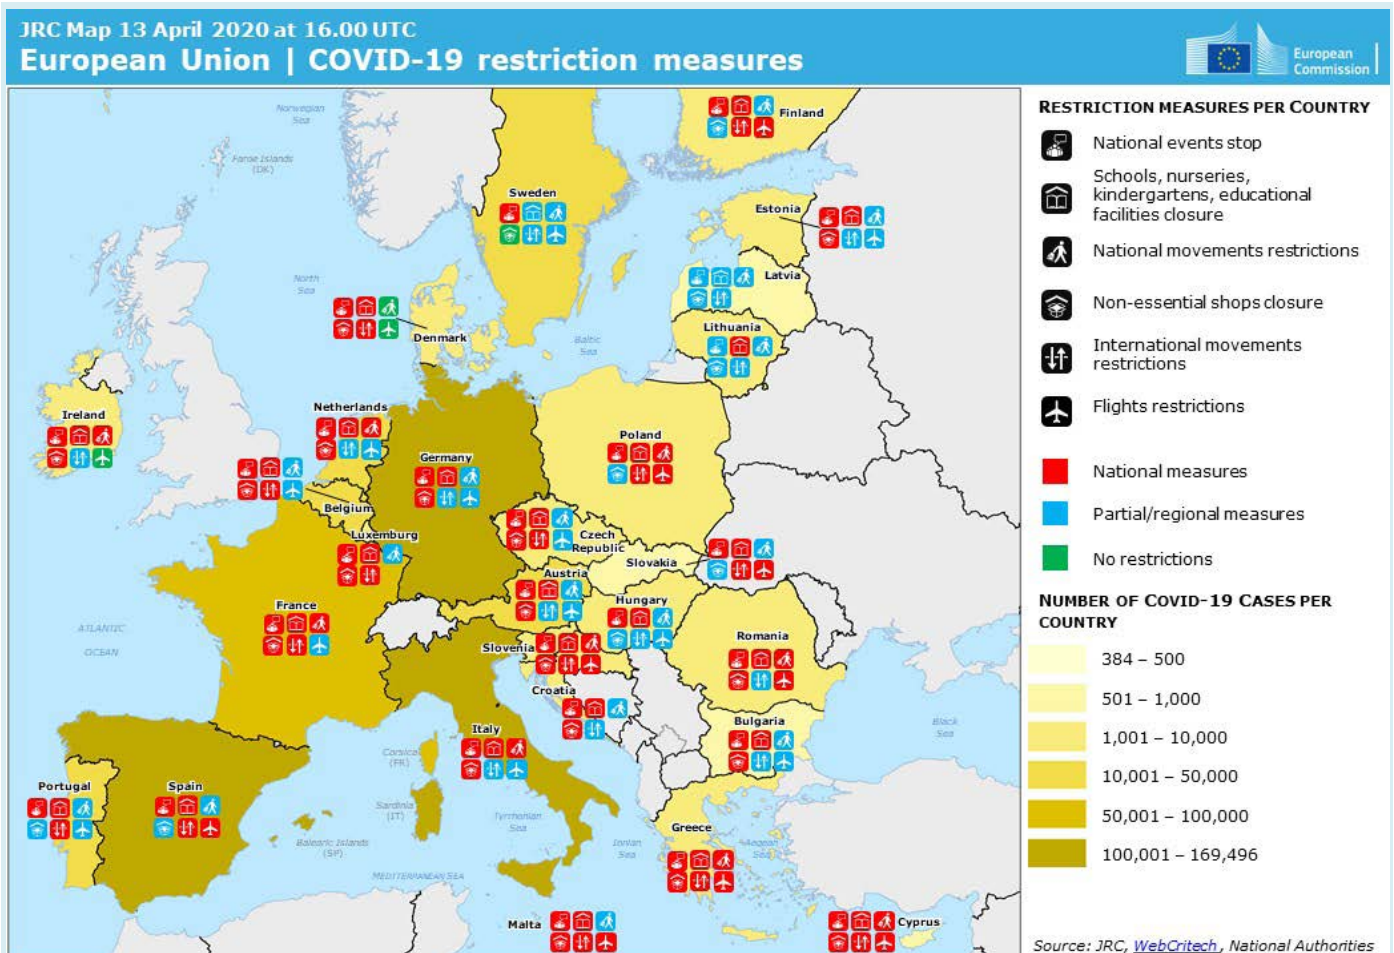 JRC Map 13 April 2020 at 16.00 UTC
European Union | COVID-19 restriction measures
European
Commission
Norwegian
Sea
Faroe Islands
(DK)
Finland
Sweden
Estonia
North
Sea
Latvia
Lithuania
Denmark
Baltic
Sea
Ireland
Netherlands
Germany
Poland
Belgium
Luxemburg
Czech
Republic
Slovakia
Austria
Hungary
France
ATLANTIC
OCEAN
Slovenia
Romania
Croatia
Italy
Bulgaria
Black
Sea
Corsica
(FR)
Portugal
Spain
Sardinia
(IT)
Tyrrhenian
Sea
Balearic Islands
(SP)
Greece
Ionian
Sea
Aegean
Sea
MEDITERRANEAN SEA
Malta
Cyprus
RESTRICTION MEASURES PER COUNTRY
National events stop
Schools, nurseries,
kindergartens, educational
facilities closure
National movements restrictions
Non-essential shops closure
International movements
restrictions
Flights restrictions
National measures
Partial/regional measures
No restrictions
NUMBER OF COVID-19 CASES PER
COUNTRY
384 – 500
501 – 1,000
1,001 – 10,000
10,001 – 50,000
50,001 – 100,000
100,001 – 169,496
Source: JRC, WebCritech , National Authorities